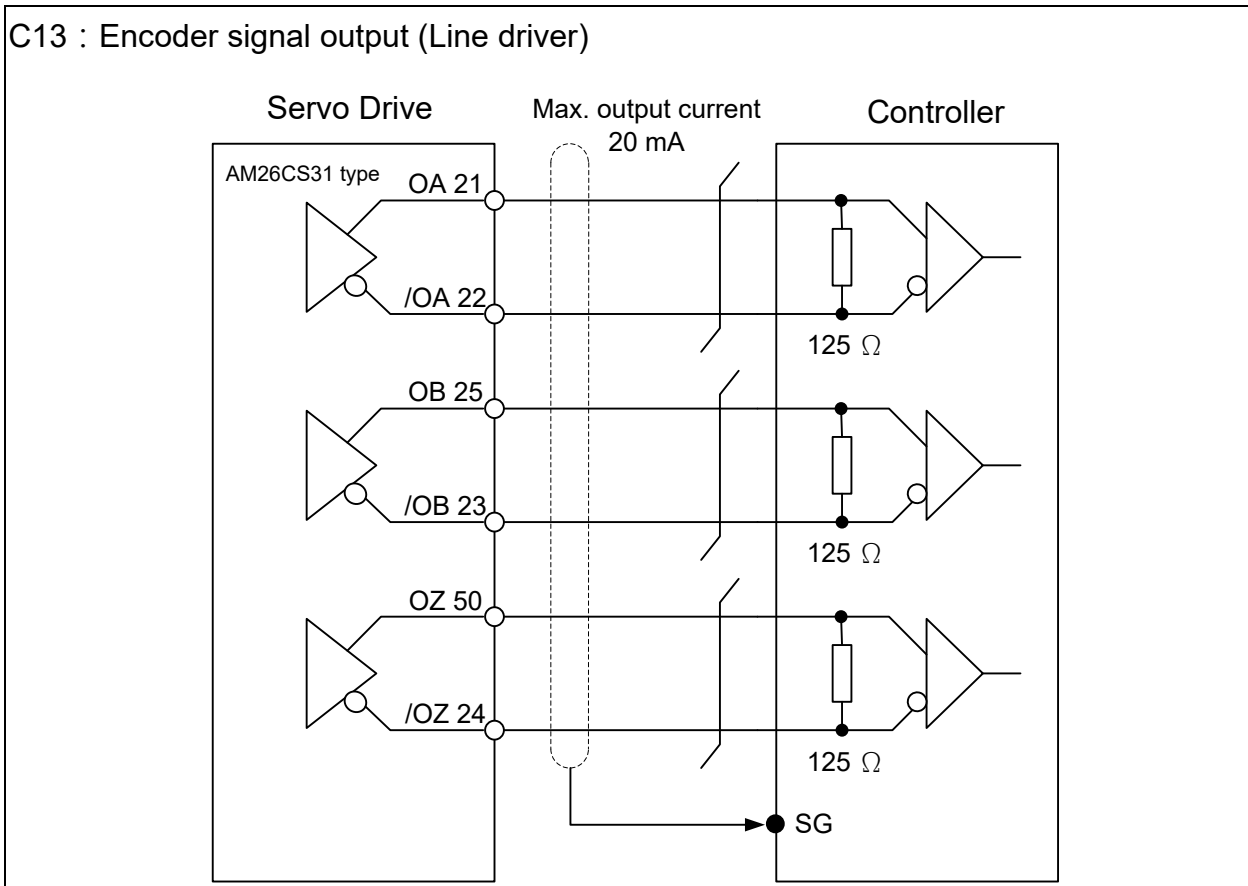 C13：Encoder signal output (Line driver)
Servo Drive
Max. output current
20 mA
Controller
AM26CS31 type
OA 21
/OA 22
125 Ω
OB 25
/OB 23
125 Ω
OZ 50
/OZ 24
125 Ω
SG